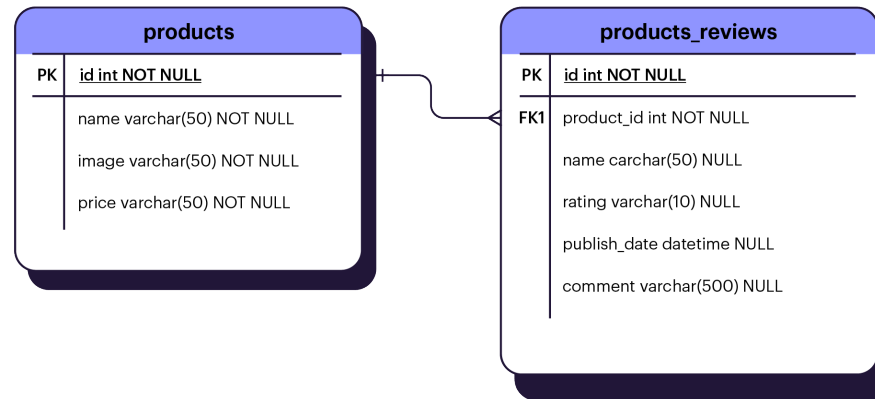 products
PK id int NOT NULL
name varchar(50) NOT NULL
image varchar(50) NOT NULL
price varchar(50) NOT NULL
products_reviews
PK id int NOT NULL
FK1 product_id int NOT NULL
name carchar(50) NULL
rating varchar(10) NULL
publish_date datetime NULL
comment varchar(500) NULL